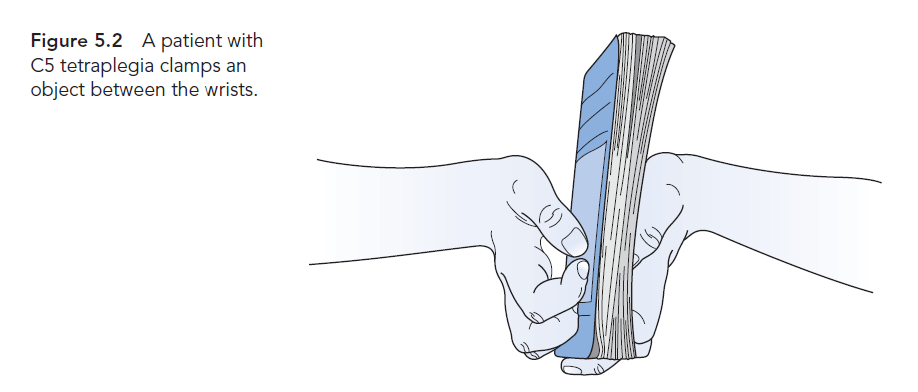 Figure 5.2 A patient with
C5 tetraplegia clamps an
object between the wrists.